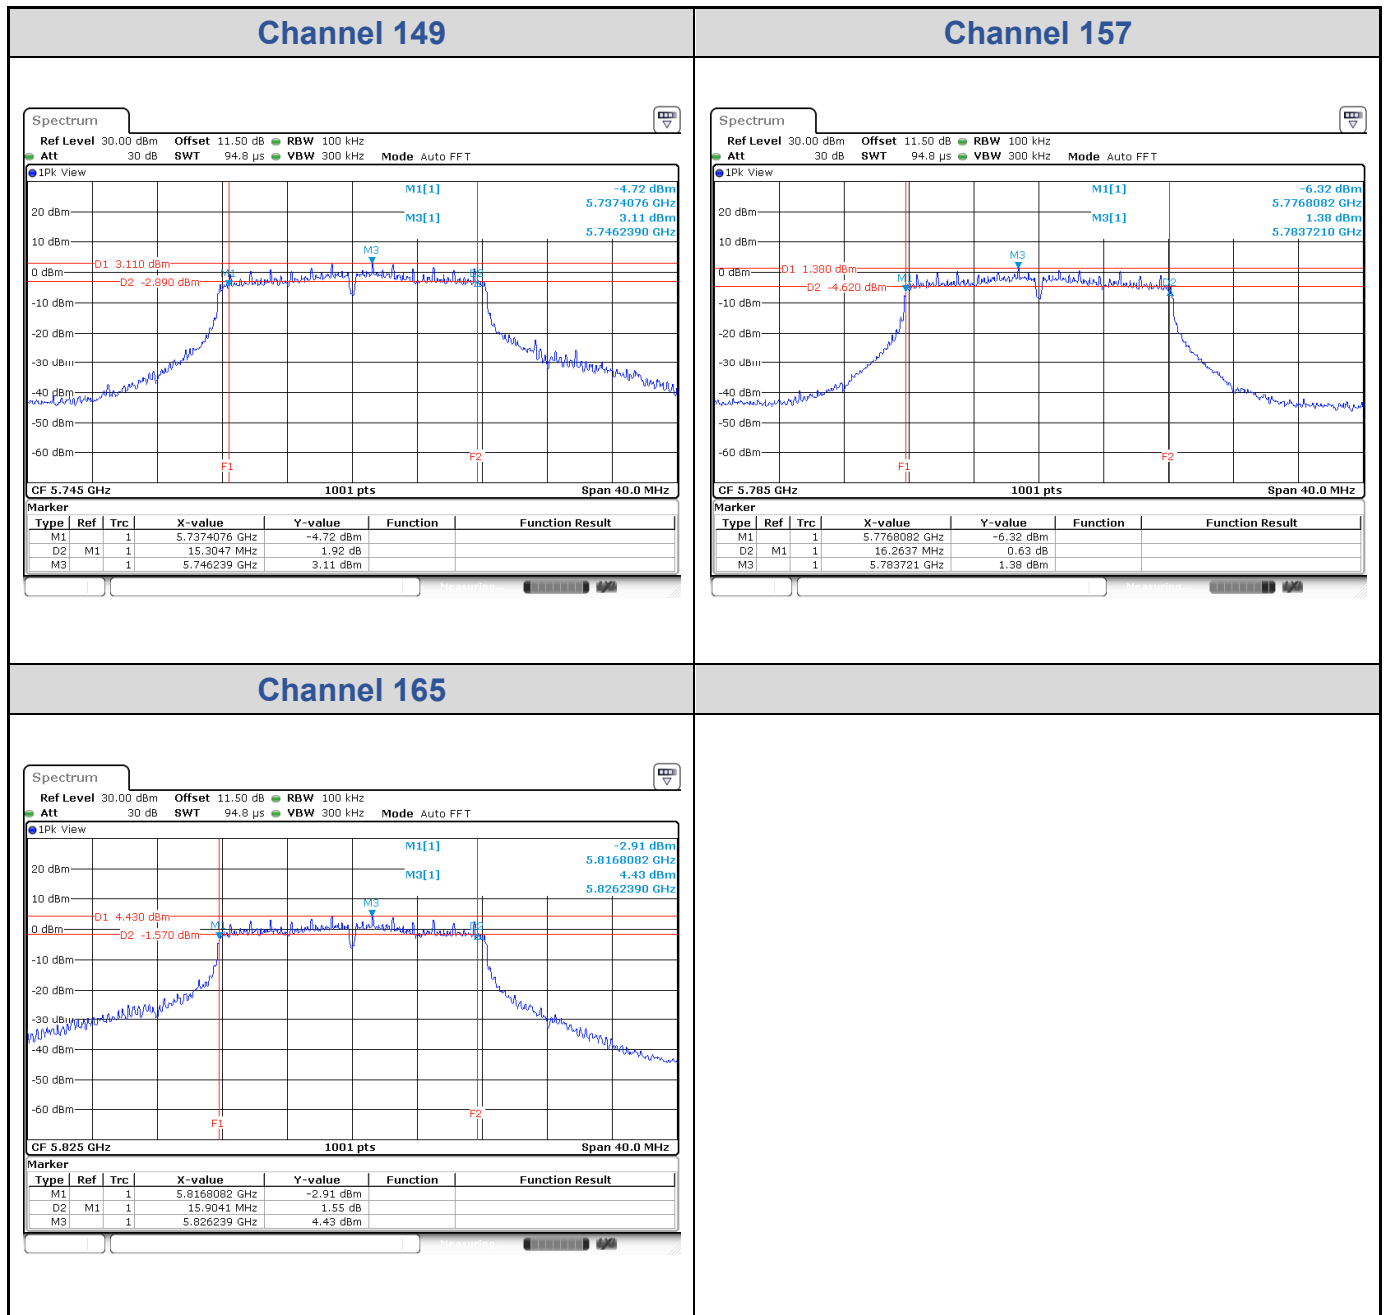 Channel 149
Spectrum
Ref Level 30.00 dBm Offset 11.50 dB RBW 100 kHz
Att 30 dB SWT 94.8 µs VBW 300 kHz Mode Auto FFT
1Pk View
M1[1] -4.72 dBm
5.7374076 GHz
M3[1] 3.11 dBm
5.7462390 GHz
20 dBm
10 dBm
M3
D1 3.110 dBm
0 dBm
M1
D2
D2 -2.890 dBm
-10 dBm
-20 dBm
-30 dBm
-40 dBm
-50 dBm
-60 dBm
F1
F2
CF 5.745 GHz 1001 pts Span 40.0 MHz
Marker
Type Ref Trc X-value Y-value Function Function Result
M1 1 5.7374076 GHz -4.72 dBm
D2 M1 1 15.3047 MHz 1.92 dB
M3 1 5.746239 GHz 3.11 dBm
Measuring
Channel 157
Spectrum
Ref Level 30.00 dBm Offset 11.50 dB RBW 100 kHz
Att 30 dB SWT 94.8 µs VBW 300 kHz Mode Auto FFT
1Pk View
M1[1] -6.32 dBm
5.7768082 GHz
M3[1] 1.38 dBm
5.7837210 GHz
20 dBm
10 dBm
M3
0 dBm
D1 1.380 dBm
M1
D2
D2 -4.620 dBm
-10 dBm
-20 dBm
-30 dBm
-40 dBm
-50 dBm
-60 dBm
F1
F2
CF 5.785 GHz 1001 pts Span 40.0 MHz
Marker
Type Ref Trc X-value Y-value Function Function Result
M1 1 5.7768082 GHz -6.32 dBm
D2 M1 1 16.2637 MHz 0.63 dB
M3 1 5.783721 GHz 1.38 dBm
Measuring
Channel 165
Spectrum
Ref Level 30.00 dBm Offset 11.50 dB RBW 100 kHz
Att 30 dB SWT 94.8 µs VBW 300 kHz Mode Auto FFT
1Pk View
M1[1] -2.91 dBm
5.8168082 GHz
M3[1] 4.43 dBm
5.8262390 GHz
20 dBm
10 dBm
M3
D1 4.430 dBm
0 dBm
M1
D2
D2 -1.570 dBm
-10 dBm
-20 dBm
-30 dBm
-40 dBm
-50 dBm
-60 dBm
F1
F2
CF 5.825 GHz 1001 pts Span 40.0 MHz
Marker
Type Ref Trc X-value Y-value Function Function Result
M1 1 5.8168082 GHz -2.91 dBm
D2 M1 1 15.9041 MHz 1.55 dB
M3 1 5.826239 GHz 4.43 dBm
Measuring